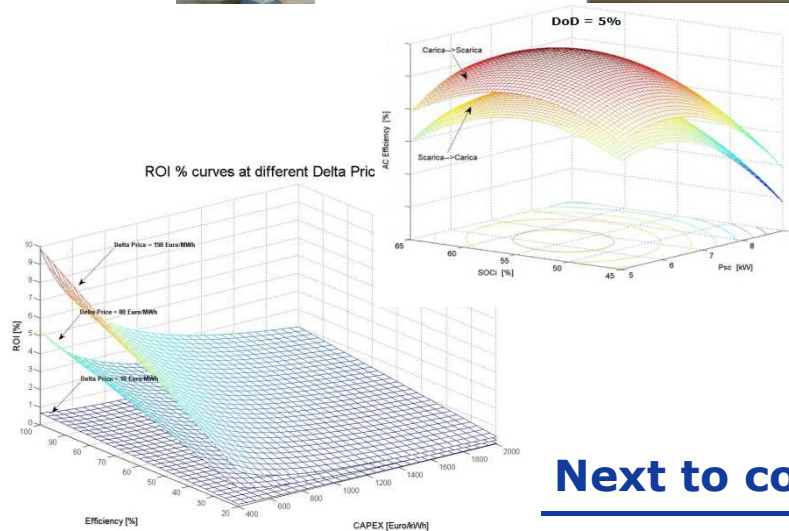 DoD = 5%
Carica-->Scarica
Scarica-->Carica
AC Efficiency [%]
65
60
55
50
45
SOCi [%]
5
6
7
8
Psc [kW]
ROI % curves at different Delta Pric
Delta Price = 150 Euro/MWh
Delta Price = 80 Euro/MWh
Delta Price = 10 Euro/MWh
ROI [%]
10
9
8
7
6
5
4
3
2
1
0
100
90
80
70
60
50
40
30
20
Efficiency [%]
400
600
800
1000
1200
1400
1600
1800
2000
CAPEX [Euro/kWh]
Next to co